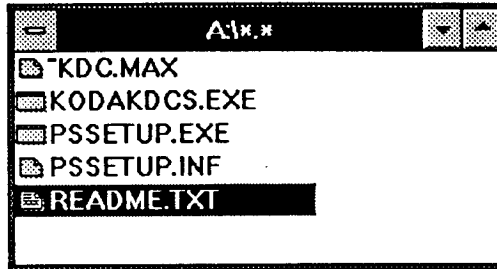 A:\*.*
~KDC.MAX
KODAKDCS.EXE
PSSETUP.EXE
PSSETUP.INF
README.TXT